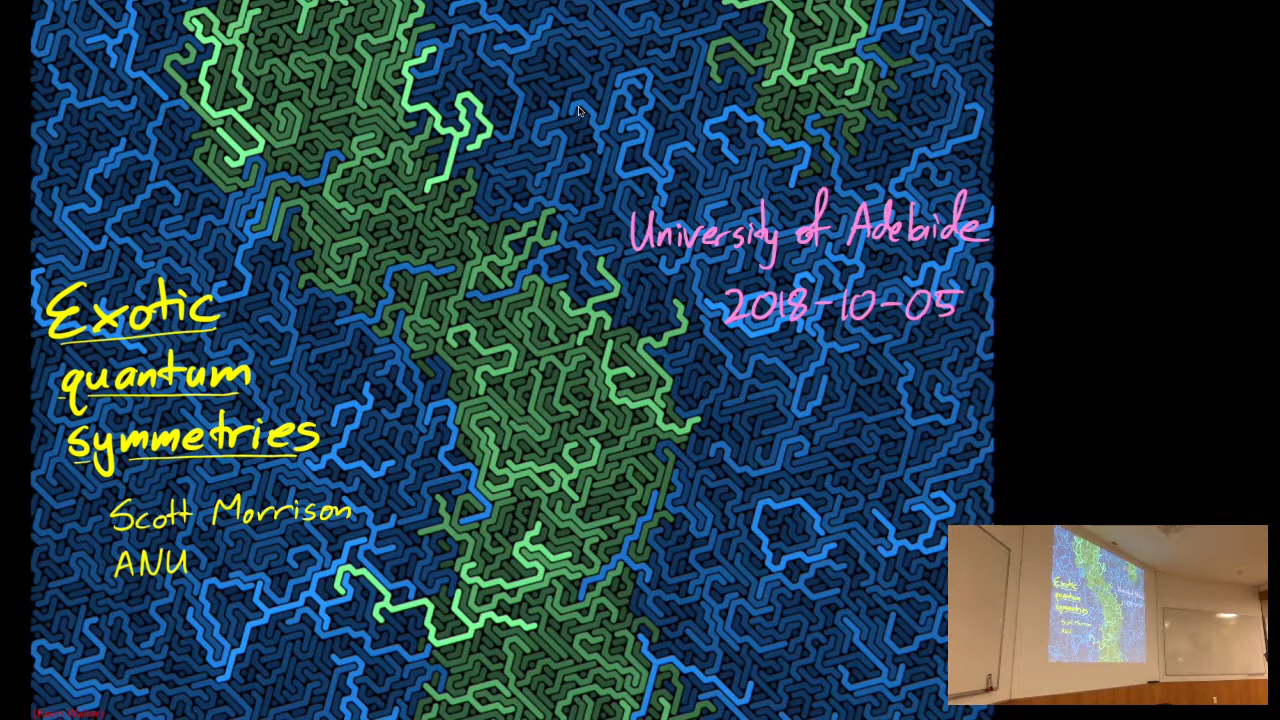 Exotic
quantum
symmetries
Scott Morrison
ANU
University of Adelaide
2018-10-05